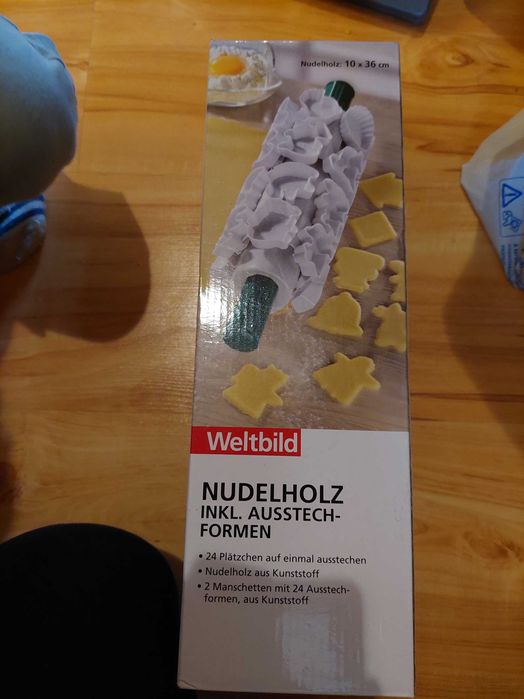 Nudelholz: 10 x 36 cm
Weltbild
NUDELHOLZ
INKL. AUSSTECH-
FORMEN
• 24 Plätzchen auf einmal ausstechen
• Nudelholz aus Kunststoff
• 2 Manschetten mit 24 Ausstech-
formen, aus Kunststoff